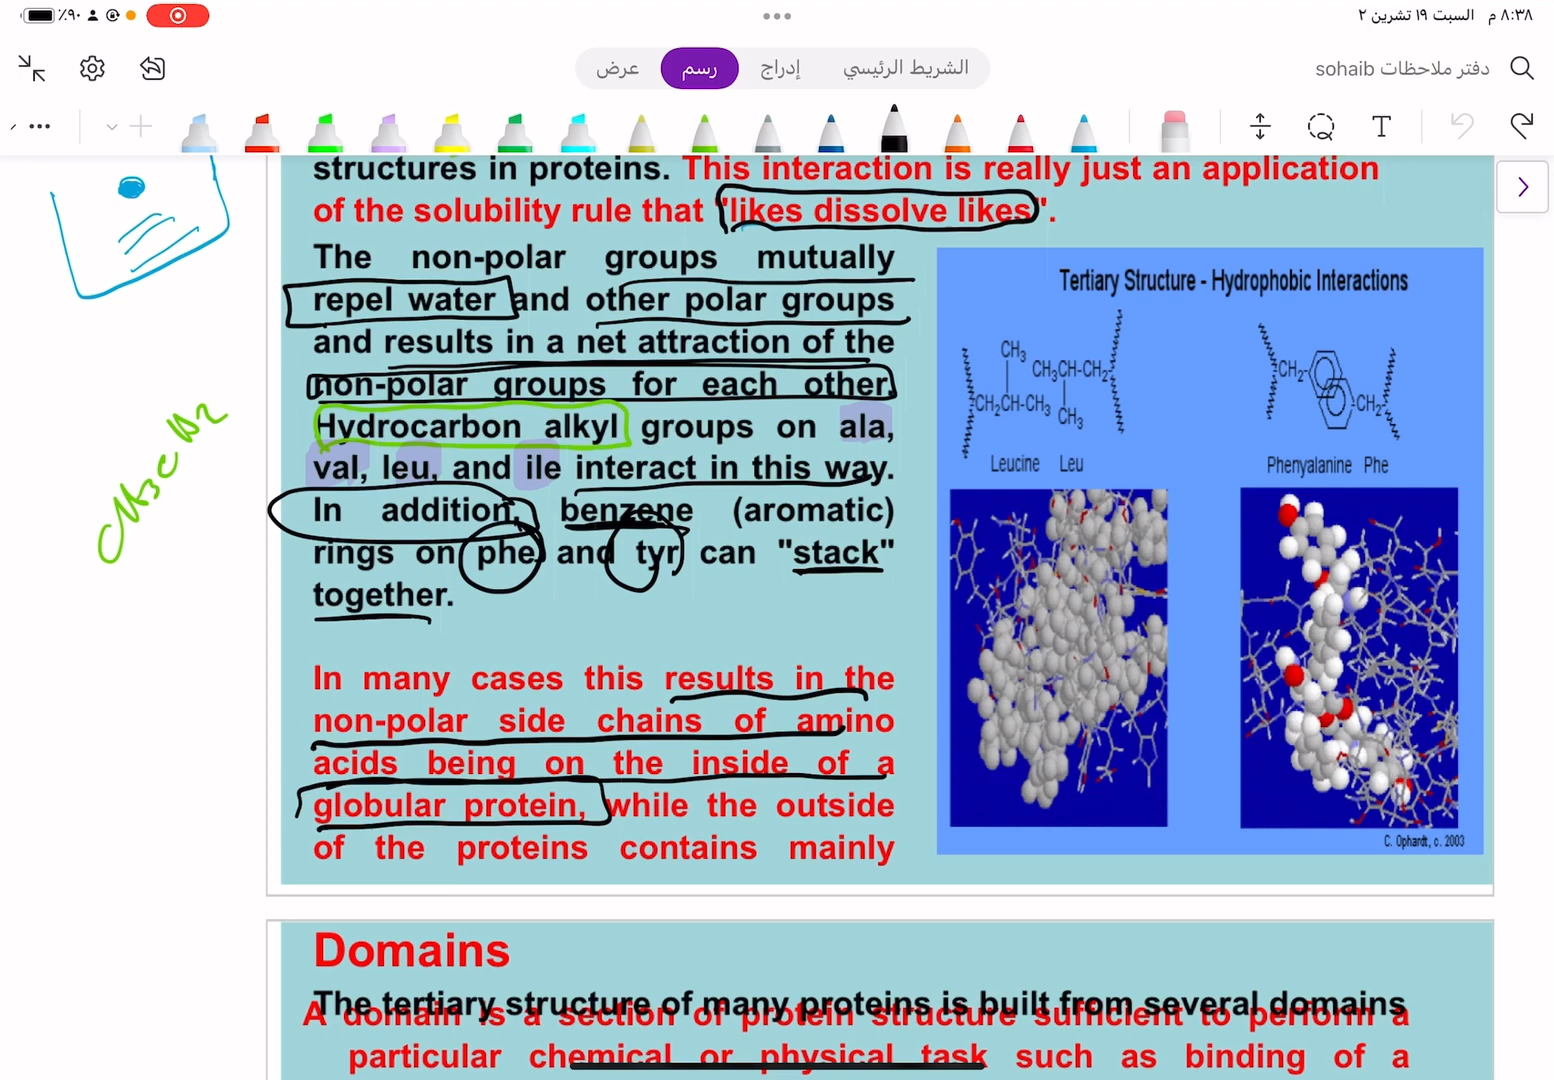 ٪٩٠
السبت ١٩ تشرين ٢ ٨:٣٨ م
عرض رسم إدراج الشريط الرئيسي
دفتر ملاحظات sohaib
T
structures in proteins. This interaction is really just an application
of the solubility rule that "likes dissolve likes".
The non-polar groups mutually
repel water and other polar groups
and results in a net attraction of the
non-polar groups for each other.
Hydrocarbon alkyl groups on ala,
val, leu, and ile interact in this way.
In addition, benzene (aromatic)
rings on phe and tyr can "stack"
together.
In many cases this results in the
non-polar side chains of amino
acids being on the inside of a
globular protein, while the outside
of the proteins contains mainly
Tertiary Structure - Hydrophobic Interactions
CH3
CH3CH-CH2
CH2CH-CH3
CH3
Leucine Leu
CH2-
-CH2
Phenyalanine Phe
C. Ophardt, c. 2003
Domains
The tertiary structure of many proteins is built from several domains
A domain is a section of protein structure sufficient to perform a
particular chemical or physical task such as binding of a